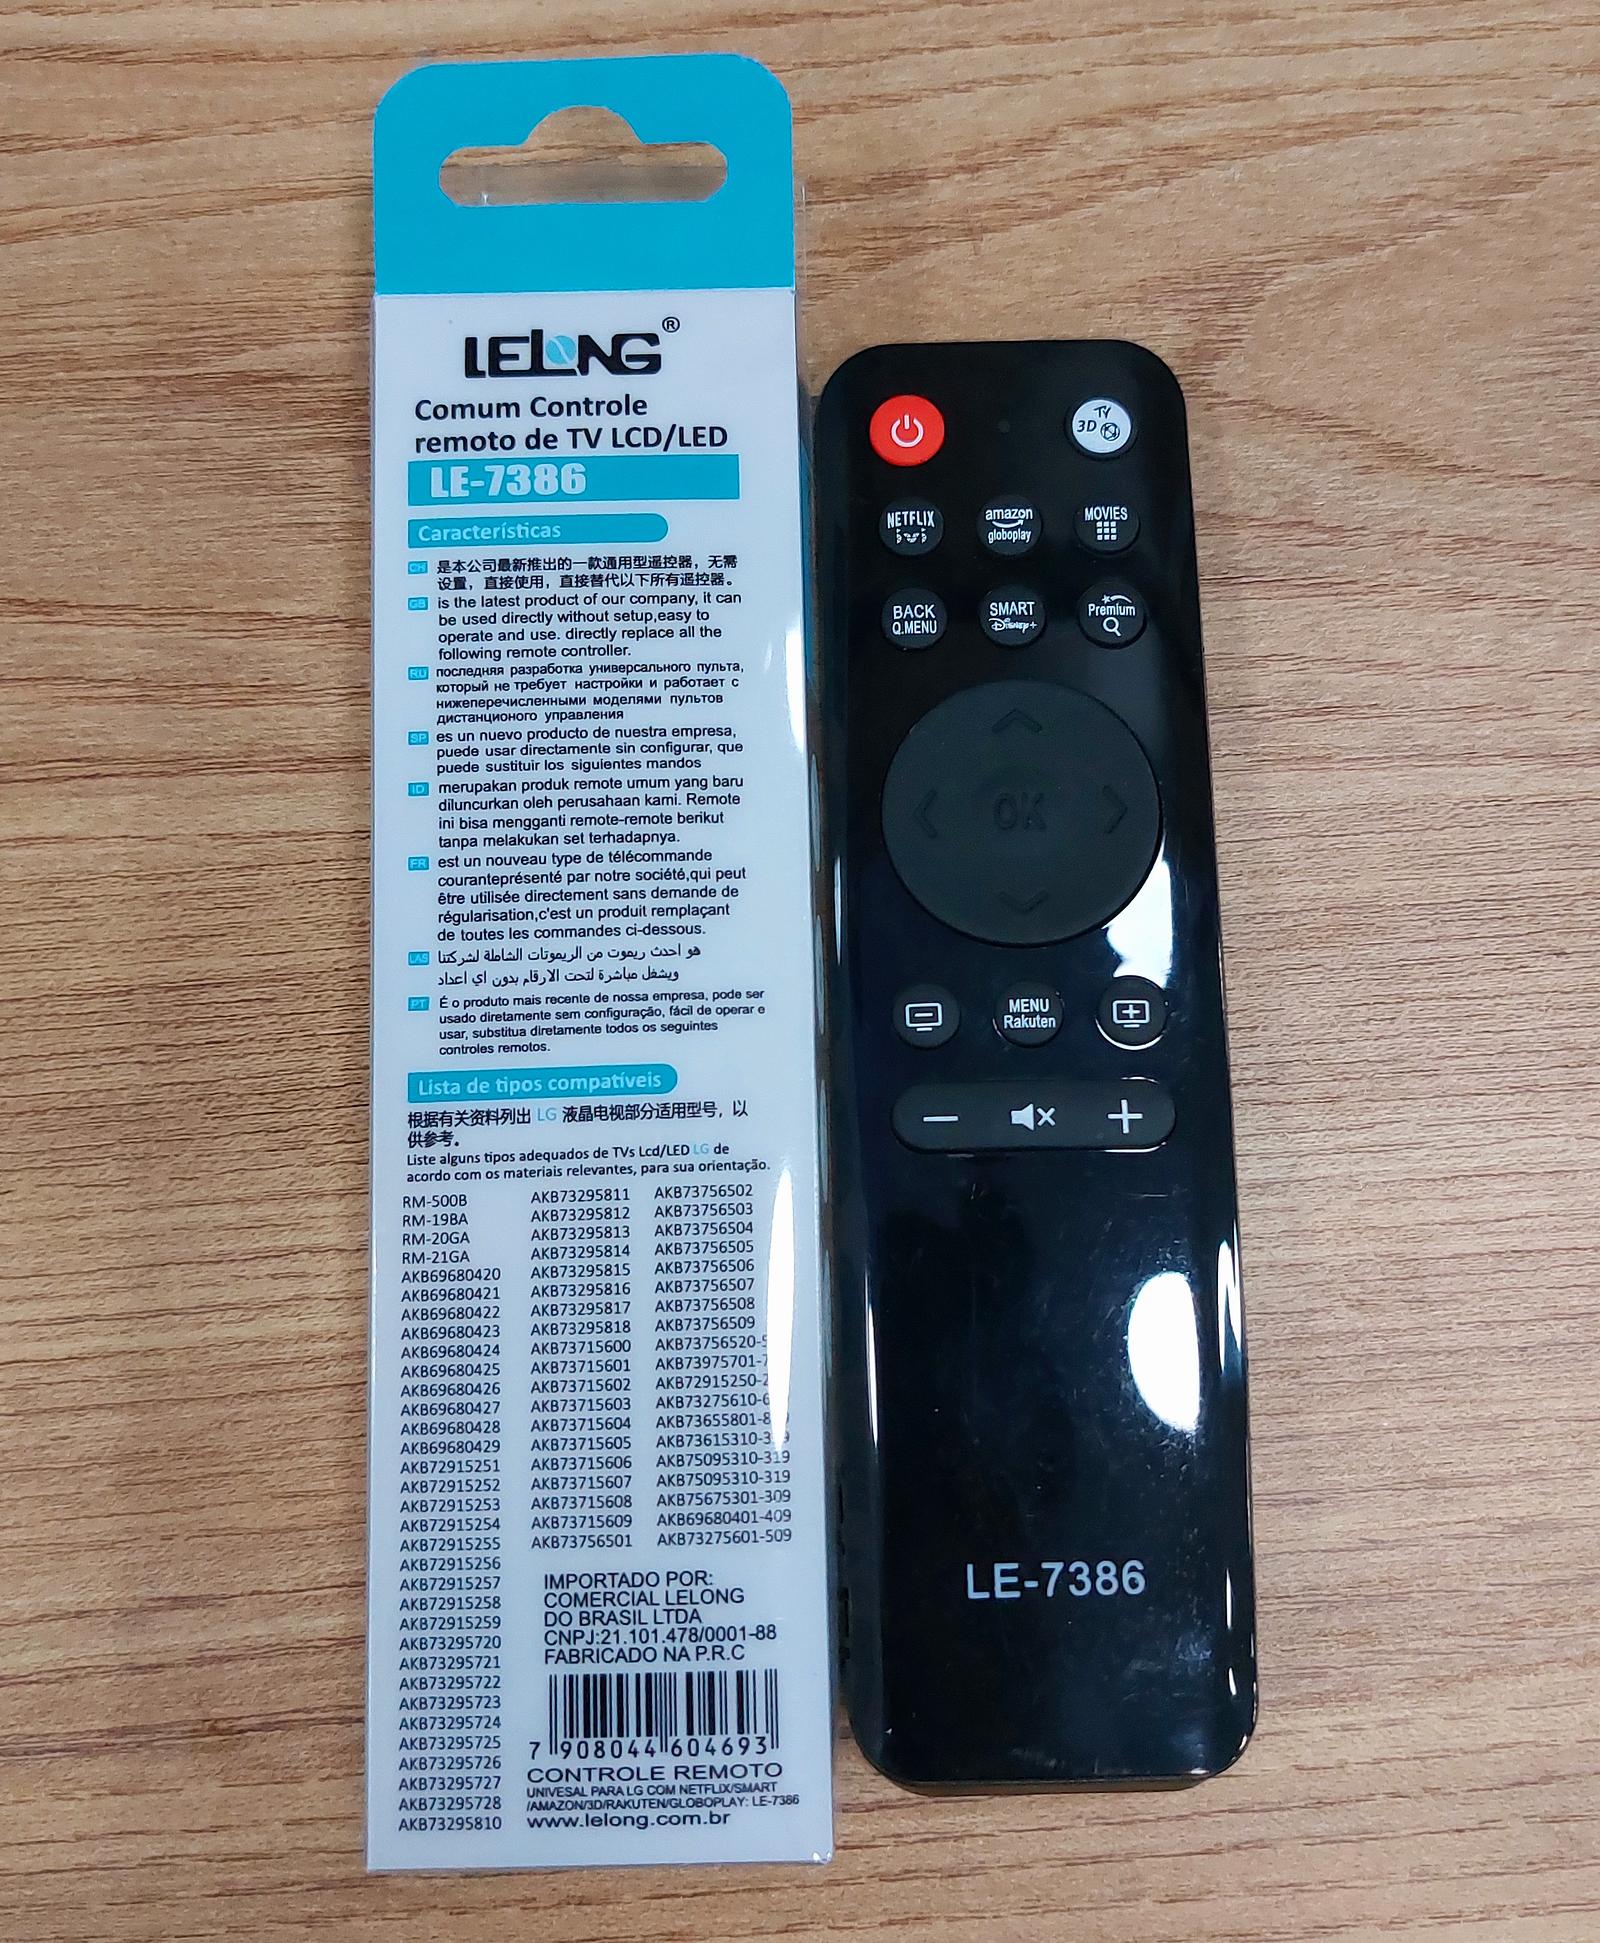 LELONG®
Comum Controle
remoto de TV LCD/LED
LE-7386
Características
CH 是本公司最新推出的一款通用型遥控器，无需
设置，直接使用，直接替代以下所有遥控器。
GB is the latest product of our company, it can
be used directly without setup,easy to
operate and use. directly replace all the
following remote controller.
RU последняя разработка универсального пульта,
который не требует настройки и работает с
нижеперечисленными моделями пультов
дистанционого управления
SP es un nuevo producto de nuestra empresa,
puede usar directamente sin configurar, que
puede sustituir los siguientes mandos
ID merupakan produk remote umum yang baru
diluncurkan oleh perusahaan kami. Remote
ini bisa mengganti remote-remote berikut
tanpa melakukan set terhadapnya.
FR est un nouveau type de télécommande
couranteprésenté par notre société,qui peut
être utilisée directement sans demande de
régularisation,c'est un produit remplaçant
de toutes les commandes ci-dessous.
LAS هو احدث ريموت من الريموتات الشاملة لشركتنا
ويشغل مباشرة لتحت الارقام بدون اي اعداد
PT É o produto mais recente de nossa empresa, pode ser
usado diretamente sem configuração, fácil de operar e
usar, substitua diretamente todos os seguintes
controles remotos.
Lista de tipos compatíveis
根据有关资料列出 LG 液晶电视部分适用型号，以
供参考。
Liste alguns tipos adequados de TVs Lcd/LED LG de
acordo com os materiais relevantes, para sua orientação.
RM-500B
RM-19BA
RM-20GA
RM-21GA
AKB69680420
AKB69680421
AKB69680422
AKB69680423
AKB69680424
AKB69680425
AKB69680426
AKB69680427
AKB69680428
AKB69680429
AKB72915251
AKB72915252
AKB72915253
AKB72915254
AKB72915255
AKB72915256
AKB72915257
AKB72915258
AKB72915259
AKB73295720
AKB73295721
AKB73295722
AKB73295723
AKB73295724
AKB73295725
AKB73295726
AKB73295727
AKB73295728
AKB73295810
AKB73295811
AKB73295812
AKB73295813
AKB73295814
AKB73295815
AKB73295816
AKB73295817
AKB73295818
AKB73715600
AKB73715601
AKB73715602
AKB73715603
AKB73715604
AKB73715605
AKB73715606
AKB73715607
AKB73715608
AKB73715609
AKB73756501
AKB73756502
AKB73756503
AKB73756504
AKB73756505
AKB73756506
AKB73756507
AKB73756508
AKB73756509
AKB75095310-319
AKB75095310-319
AKB75675301-309
AKB69680401-409
AKB73275601-509
IMPORTADO POR:
COMERCIAL LELONG
DO BRASIL LTDA
CNPJ:21.101.478/0001-88
FABRICADO NA P.R.C
7 908044 604693
CONTROLE REMOTO
UNIVESAL PARA LG COM NETFLIX/SMART
/AMAZON/3D/RAKUTEN/GLOBOPLAY: LE-7386
www.lelong.com.br
TV
3D
NETFLIX
amazon
globoplay
MOVIES
BACK
Q.MENU
SMART
Disney+
Premium
OK
MENU
Rakuten
LE-7386